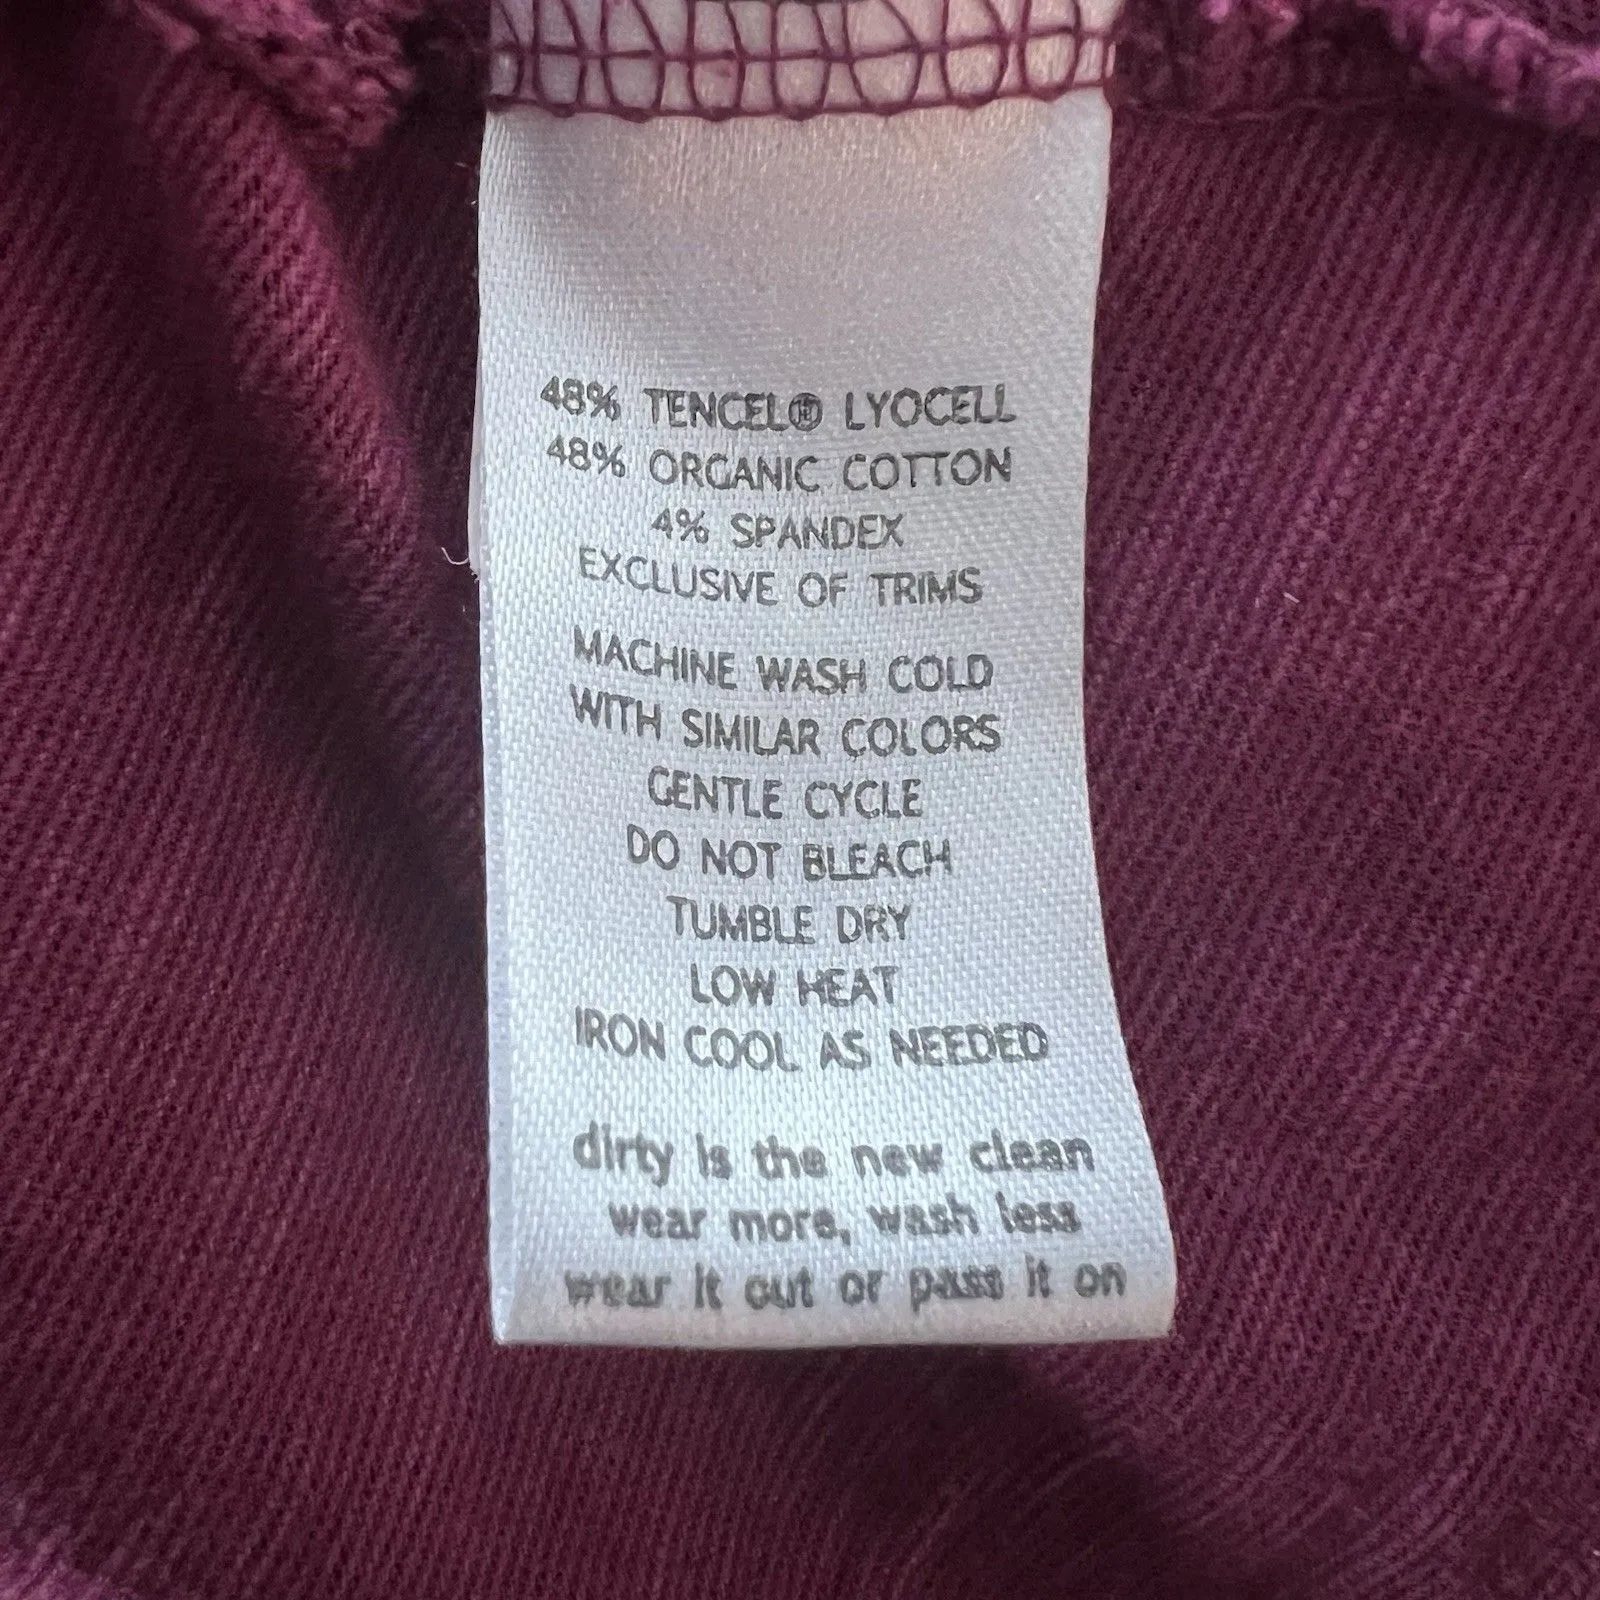 48% TENCEL® LYOCELL
48% ORGANIC COTTON
4% SPANDEX
EXCLUSIVE OF TRIMS
MACHINE WASH COLD
WITH SIMILAR COLORS
GENTLE CYCLE
DO NOT BLEACH
TUMBLE DRY
LOW HEAT
IRON COOL AS NEEDED
dirty is the new clean
wear more, wash less
wear it out or pass it on